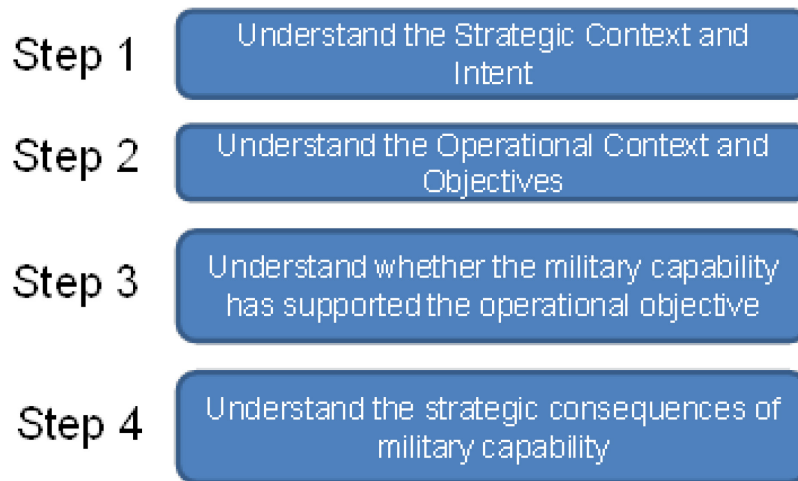 Step 1
Understand the Strategic Context and
Intent
Step 2
Understand the Operational Context and
Objectives
Step 3
Understand whether the military capability
has supported the operational objective
Step 4
Understand the strategic consequences of
military capability